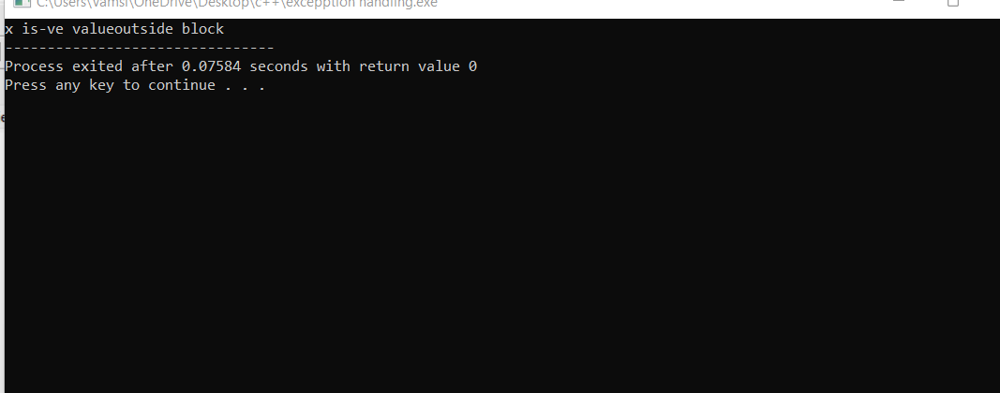 C:\Users\Vamsi\OneDrive\Desktop\c++\excepption handling.exe
x is-ve valueoutside block
--------------------------------
Process exited after 0.07584 seconds with return value 0
Press any key to continue . . .